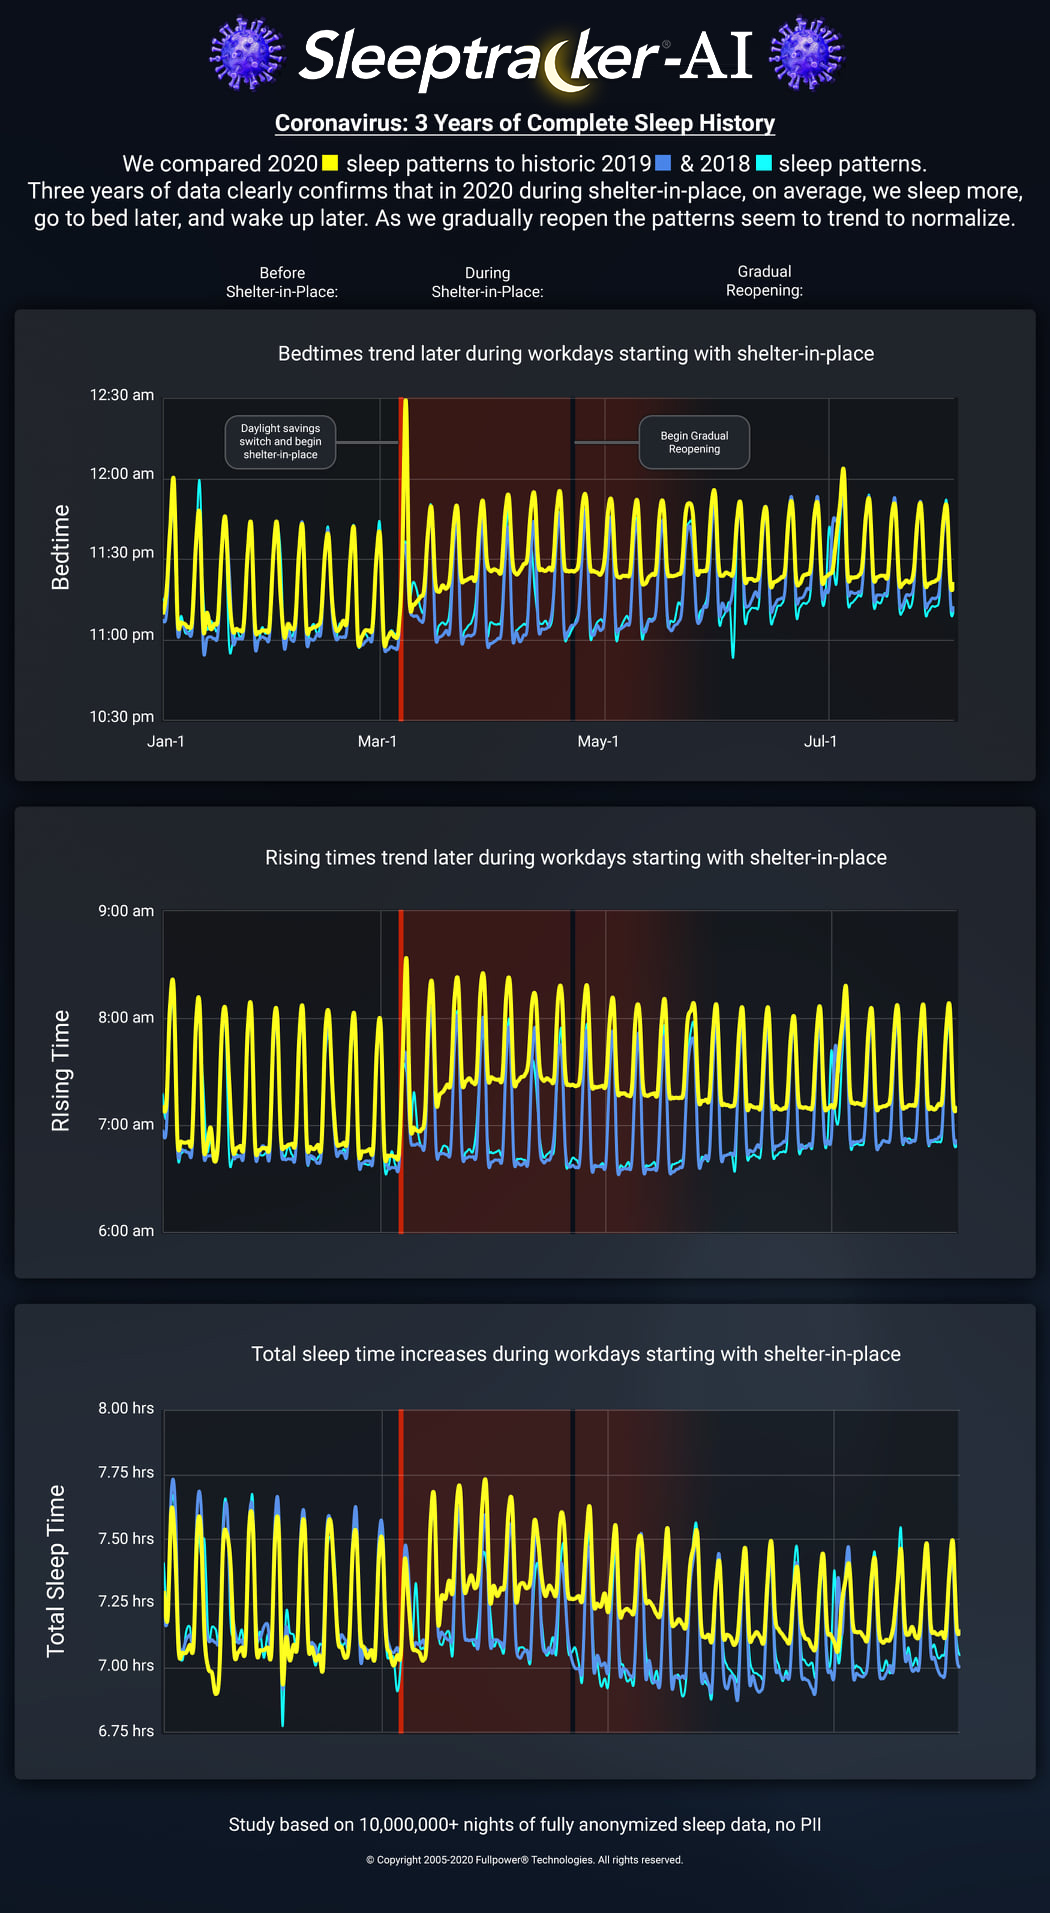 Sleeptracker®-AI
Coronavirus: 3 Years of Complete Sleep History
We compared 2020 sleep patterns to historic 2019 & 2018 sleep patterns.
Three years of data clearly confirms that in 2020 during shelter-in-place, on average, we sleep more,
go to bed later, and wake up later. As we gradually reopen the patterns seem to trend to normalize.
Before
Shelter-in-Place:
During
Shelter-in-Place:
Gradual
Reopening:
Bedtimes trend later during workdays starting with shelter-in-place
12:30 am
12:00 am
11:30 pm
11:00 pm
10:30 pm
Bedtime
Daylight savings
switch and begin
shelter-in-place
Begin Gradual
Reopening
Jan-1
Mar-1
May-1
Jul-1
Rising times trend later during workdays starting with shelter-in-place
9:00 am
8:00 am
7:00 am
6:00 am
RIsing Time
Total sleep time increases during workdays starting with shelter-in-place
8.00 hrs
7.75 hrs
7.50 hrs
7.25 hrs
7.00 hrs
6.75 hrs
Total Sleep Time
Study based on 10,000,000+ nights of fully anonymized sleep data, no PII
© Copyright 2005-2020 Fullpower® Technologies. All rights reserved.